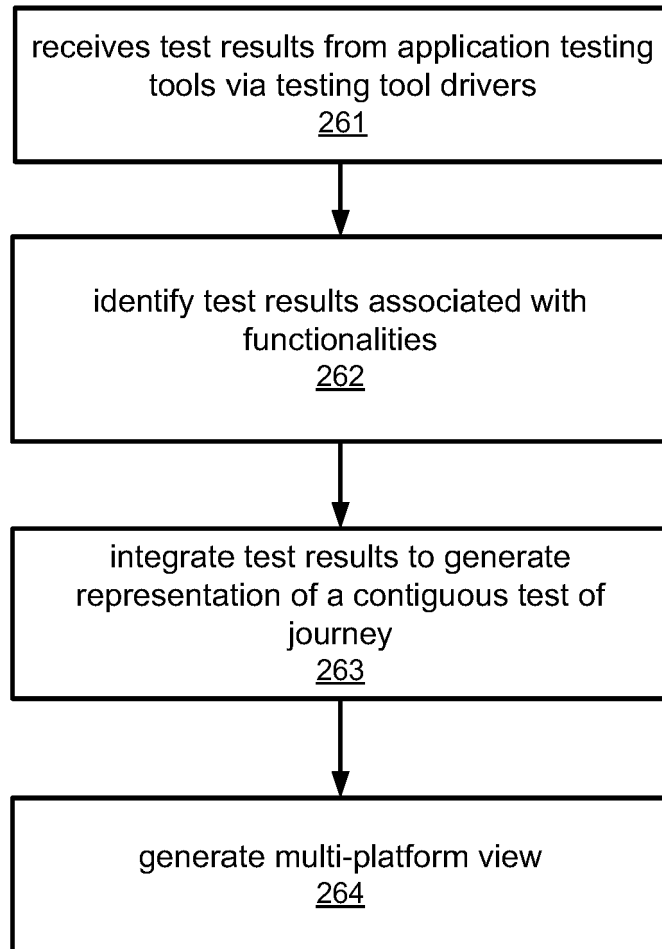 receives test results from application testing
tools via testing tool drivers
261
identify test results associated with
functionalities
262
integrate test results to generate
representation of a contiguous test of
journey
263
generate multi-platform view
264